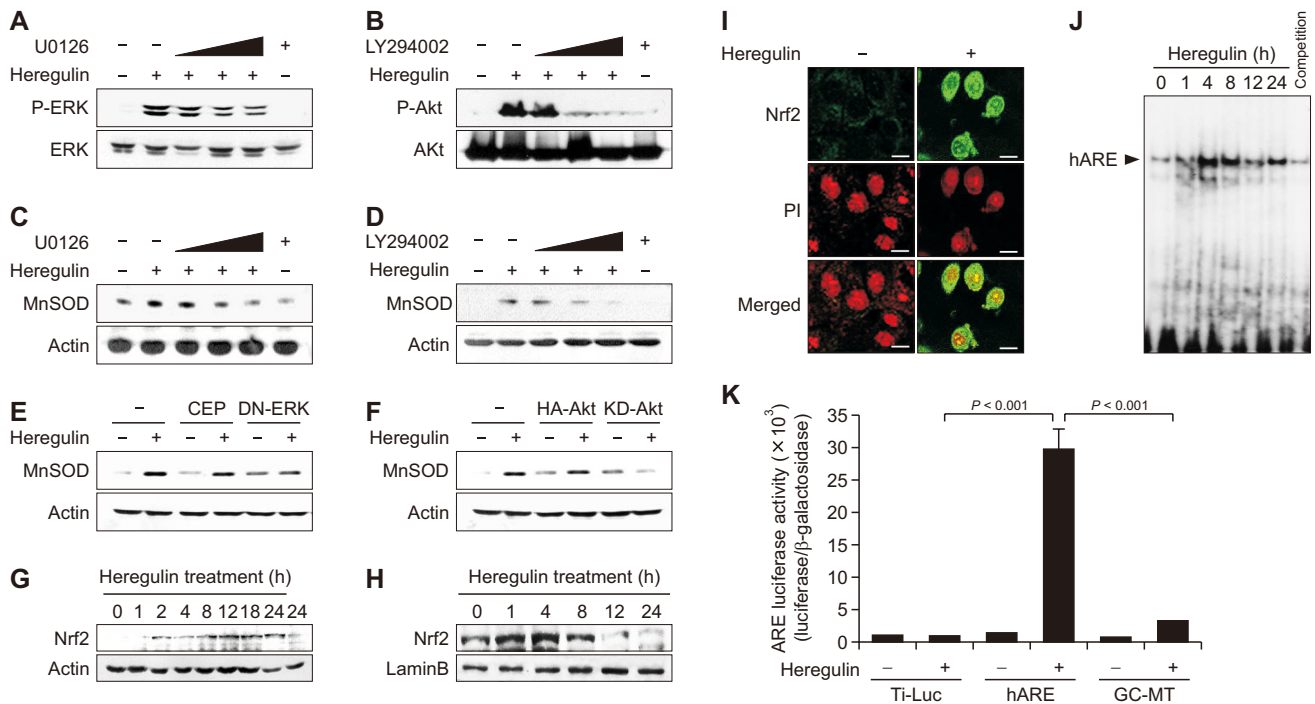 A
U0126 – – +
Heregulin – + + + + –
P-ERK
ERK
B
LY294002 – – +
Heregulin – + + + + –
P-Akt
AKt
C
U0126 – – +
Heregulin – + + + + –
MnSOD
Actin
D
LY294002 – – +
Heregulin – + + + + –
MnSOD
Actin
E
– CEP DN-ERK
Heregulin – + – + – +
MnSOD
Actin
F
– HA-Akt KD-Akt
Heregulin – + – + – +
MnSOD
Actin
G
Heregulin treatment (h)
0 1 2 4 8 12 18 24 24
Nrf2
Actin
H
Heregulin treatment (h)
0 1 4 8 12 24
Nrf2
LaminB
I
Heregulin – +
Nrf2
PI
Merged
J
Heregulin (h)
0 1 4 8 12 24
Competition
hARE
K
P < 0.001 P < 0.001
ARE luciferase activity (×10³)
(luciferase/β-galactosidase)
35
30
25
20
15
10
5
0
Heregulin – + – + – +
Ti-Luc hARE GC-MT